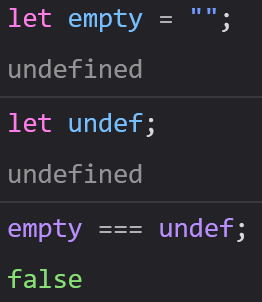 let empty = "";
undefined
let undef;
undefined
empty === undef;
false